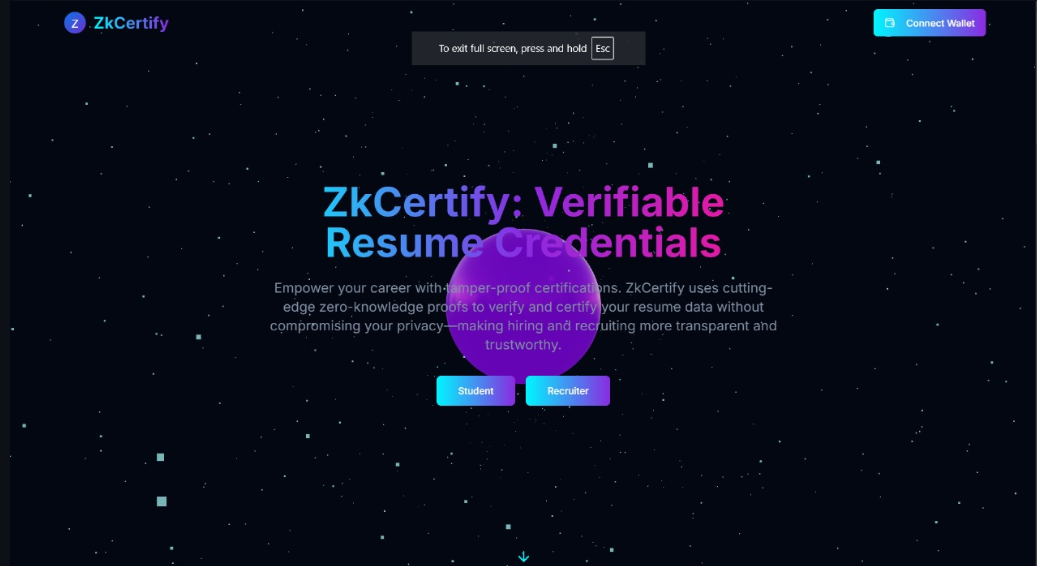 Z ZkCertify
Connect Wallet
To exit full screen, press and hold Esc
ZkCertify: Verifiable
Resume Credentials
Empower your career with tamper-proof certifications. ZkCertify uses cutting-
edge zero-knowledge proofs to verify and certify your resume data without
compromising your privacy—making hiring and recruiting more transparent and
trustworthy.
Student
Recruiter